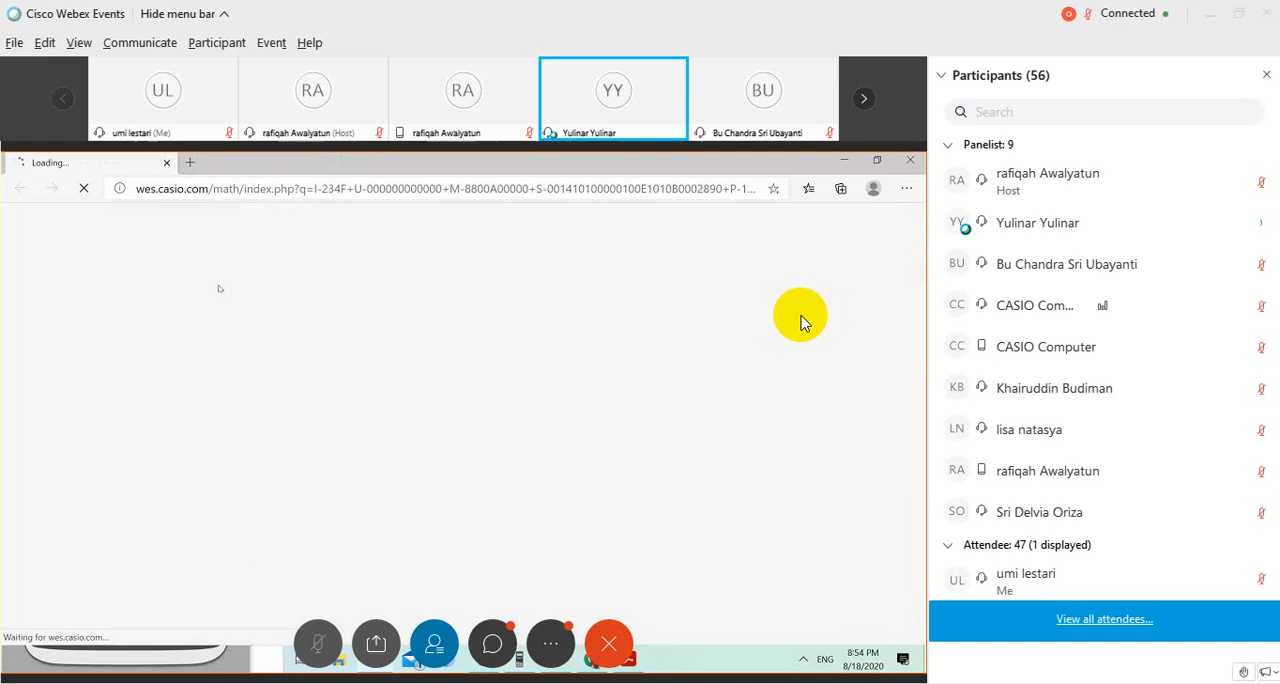 Cisco Webex Events
Hide menu bar
Connected
File Edit View Communicate Participant Event Help
UL
umi lestari (Me)
RA
rafiqah Awalyatun (Host)
RA
rafiqah Awalyatun
YY
Yulinar Yulinar
BU
Bu Chandra Sri Ubayanti
Loading...
wes.casio.com/math/index.php?q=I-234F+U-000000000000+M-8800A00000+S-001410100000100E1010B0002890+P-1...
Waiting for wes.casio.com...
ENG
8:54 PM
8/18/2020
Participants (56)
Search
Panelist: 9
RA
rafiqah Awalyatun
Host
YY
Yulinar Yulinar
BU
Bu Chandra Sri Ubayanti
CC
CASIO Com...
CC
CASIO Computer
KB
Khairuddin Budiman
LN
lisa natasya
RA
rafiqah Awalyatun
SO
Sri Delvia Oriza
Attendee: 47 (1 displayed)
UL
umi lestari
Me
View all attendees...